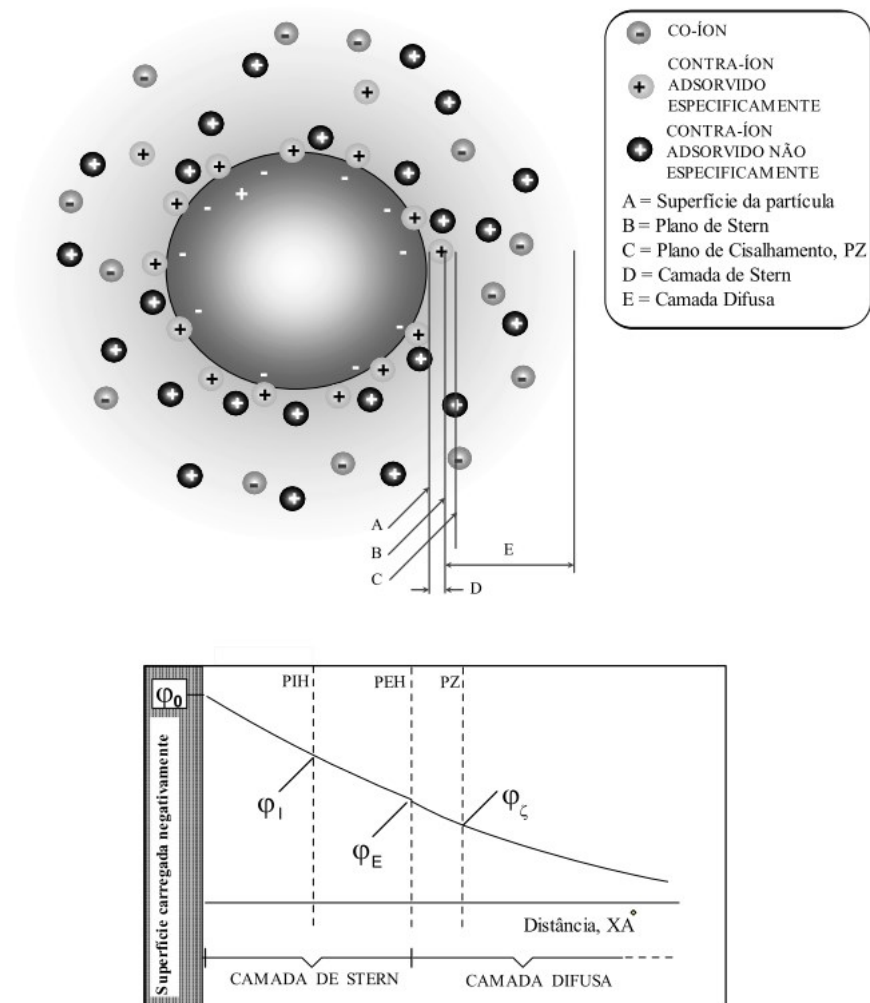 CO-ÍON
CONTRA-ÍON
ADSORVIDO
ESPECIFICAMENTE
CONTRA-ÍON
ADSORVIDO NÃO
ESPECIFICAMENTE
A = Superfície da partícula
B = Plano de Stern
C = Plano de Cisalhamento, PZ
D = Camada de Stern
E = Camada Difusa
A
B
C
D
E
PIH
PEH
PZ
φ₀
φI
φE
φζ
Superfície carregada negativamente
Distância, XA°
CAMADA DE STERN
CAMADA DIFUSA